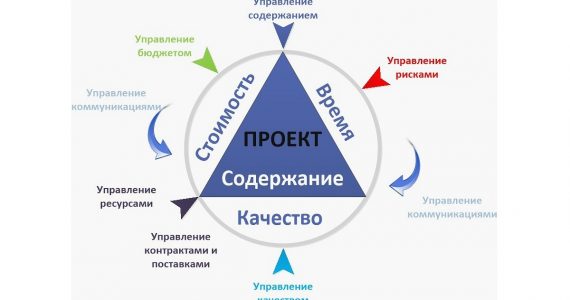 Управление
содержанием
Управление
бюджетом
Управление
рисками
Управление
коммуникациями
Стоимость
Время
ПРОЕКТ
Содержание
Качество
Управление
ресурсами
Управление
коммуникациями
Управление
контрактами и
поставками
Управление
качеством